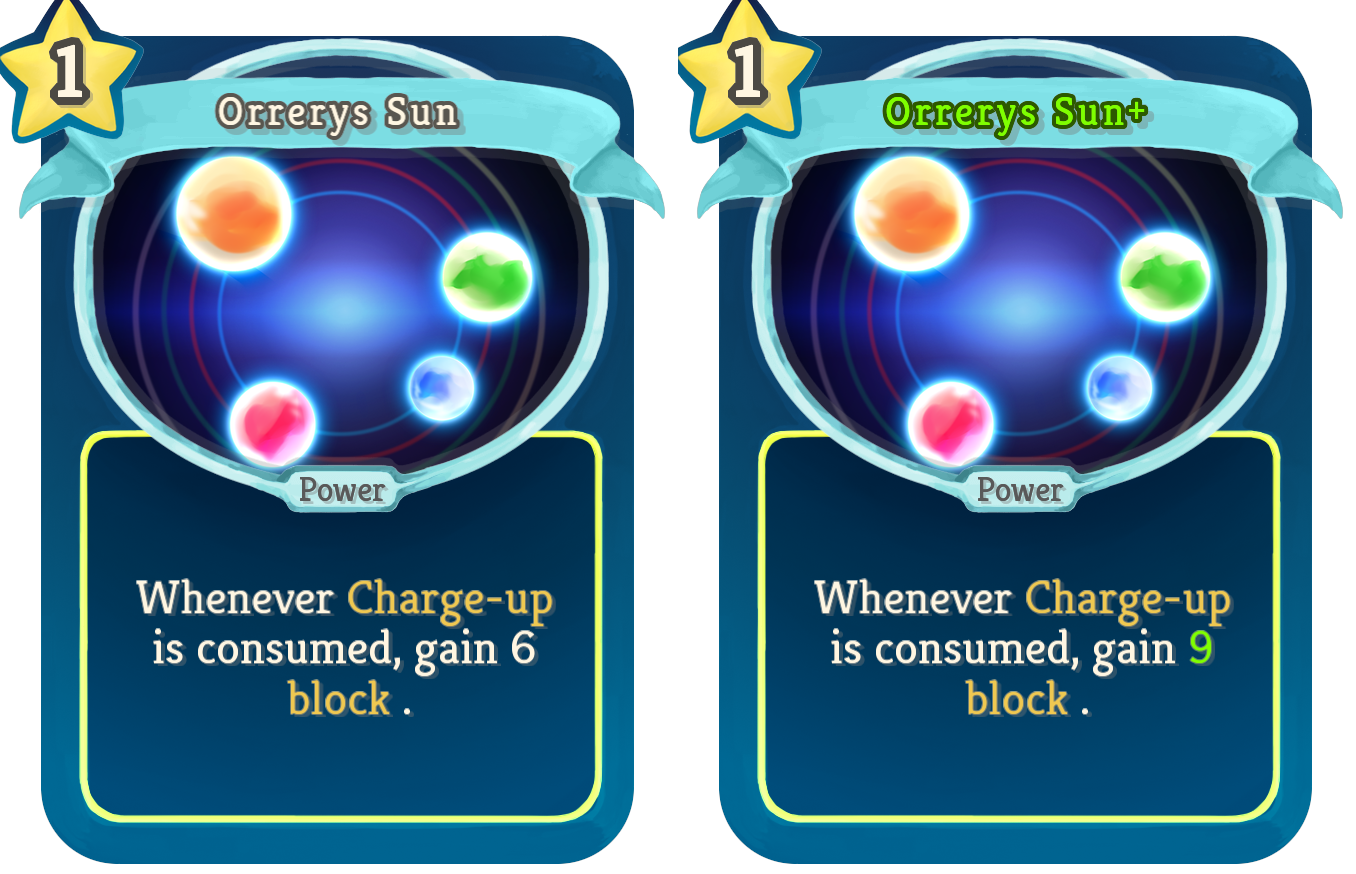 1
Orrerys Sun
Power
Whenever Charge-up
is consumed, gain 6
block .
1
Orrerys Sun+
Power
Whenever Charge-up
is consumed, gain 9
block .